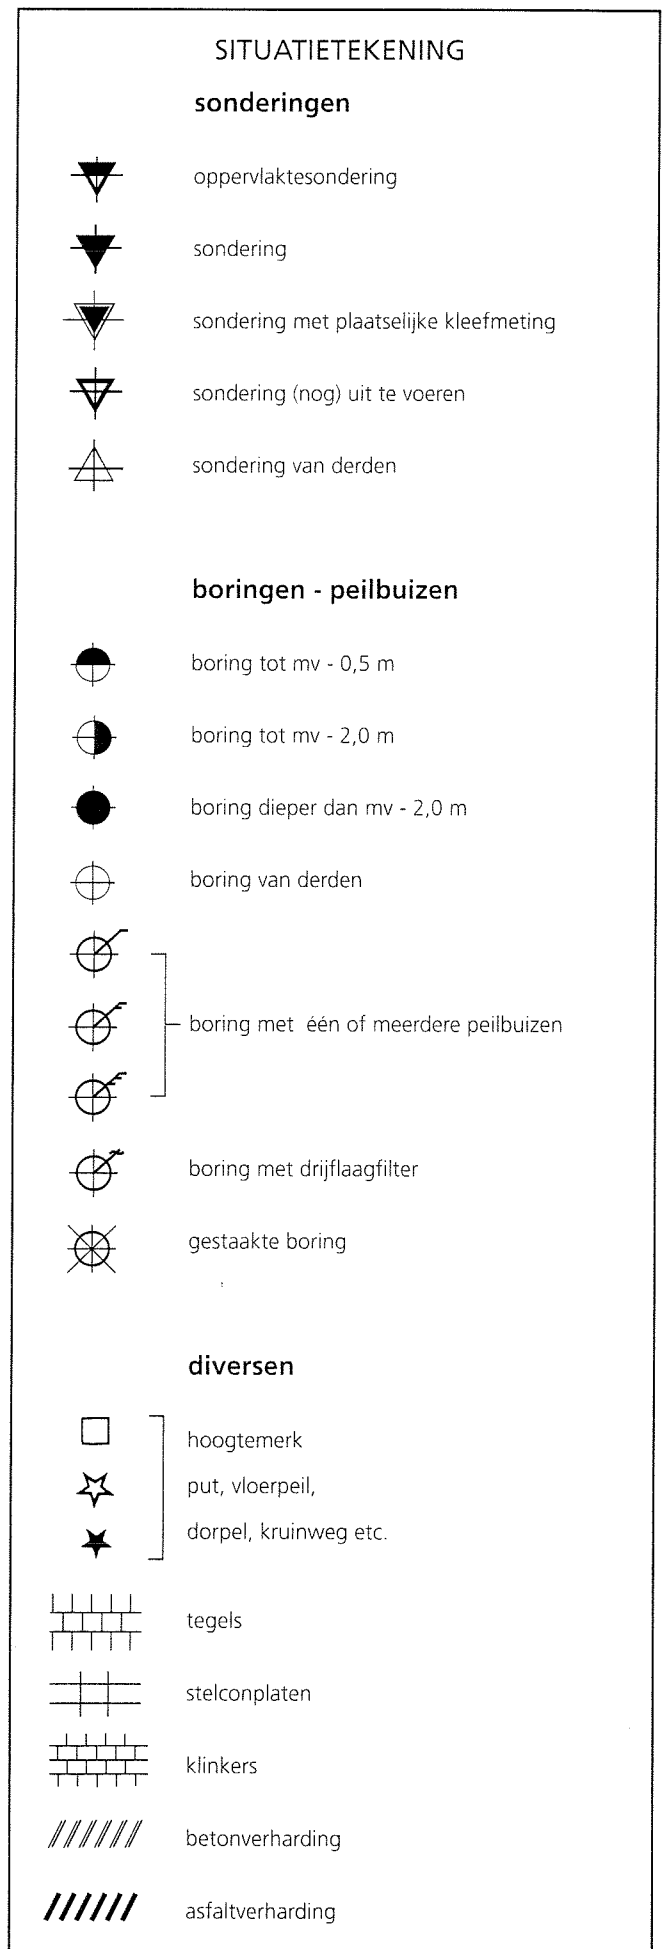 SITUATIETEKENING
sonderingen
oppervlaktesondering
sondering
sondering met plaatselijke kleefmeting
sondering (nog) uit te voeren
sondering van derden
boringen - peilbuizen
boring tot mv - 0,5 m
boring tot mv - 2,0 m
boring dieper dan mv - 2,0 m
boring van derden
boring met één of meerdere peilbuizen
boring met drijflaagfilter
gestaakte boring
diversen
hoogtemerk
put, vloerpeil,
dorpel, kruinweg etc.
tegels
stelconplaten
klinkers
betonverharding
asfaltverharding